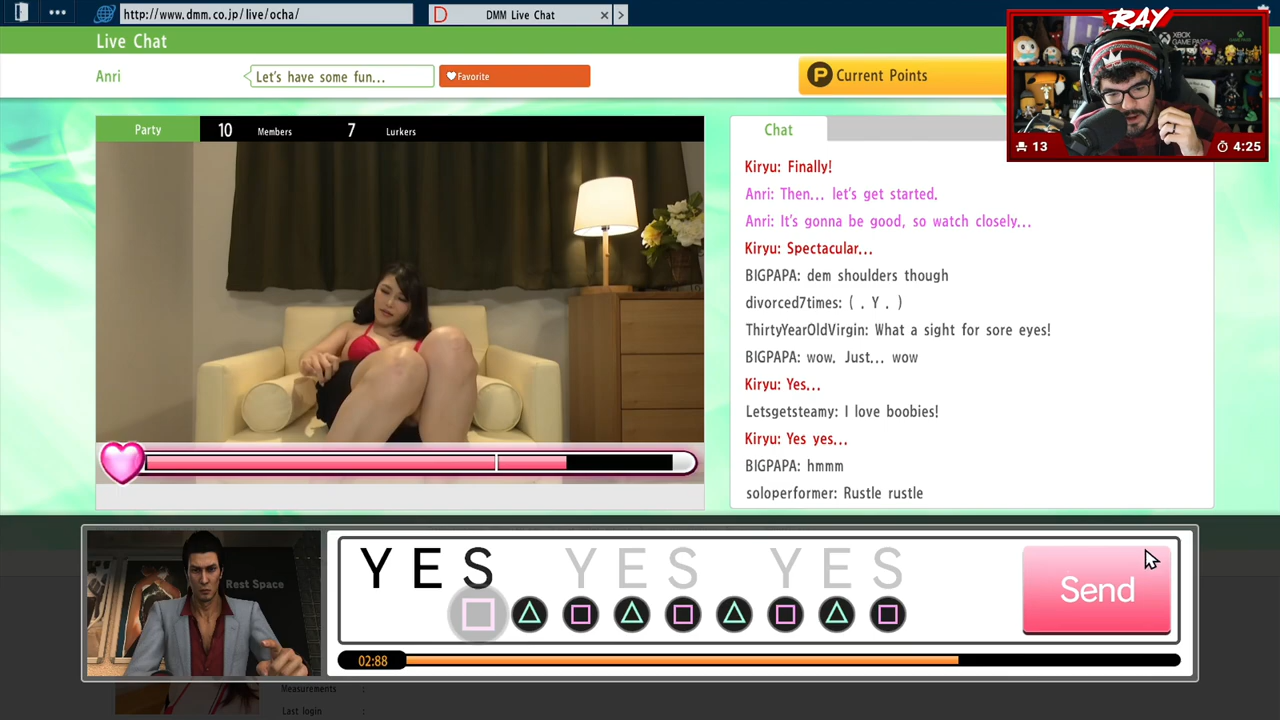 http://www.dmm.co.jp/live/ocha/
DMM Live Chat
RAY
XBOX GAME PASS
13
4:25
Live Chat
Anri
Let's have some fun...
Favorite
P Current Points
Party
10 Members 7 Lurkers
Chat
Kiryu: Finally!
Anri: Then... let's get started.
Anri: It's gonna be good, so watch closely...
Kiryu: Spectacular...
BIGPAPA: dem shoulders though
divorced7times: ( . Y . )
ThirtyYearOldVirgin: What a sight for sore eyes!
BIGPAPA: wow. Just... wow
Kiryu: Yes...
Letsgetsteamy: I love boobies!
Kiryu: Yes yes...
BIGPAPA: hmmm
soloperformer: Rustle rustle
Rest Space
YES YES YES
Send
02:88
Measurements :
Last login :